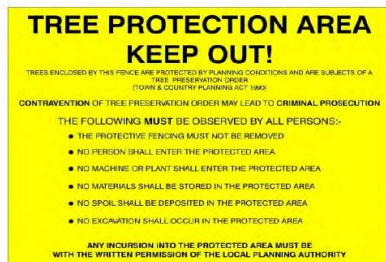 TREE PROTECTION AREA
KEEP OUT!
TREES ENCLOSED BY THIS FENCE ARE PROTECTED BY PLANNING CONDITIONS AND ARE SUBJECTS OF A
TREE PRESERVATION ORDER
(TOWN & COUNTRY PLANNING ACT 1990)
CONTRAVENTION OF TREE PRESERVATION ORDER MAY LEAD TO CRIMINAL PROSECUTION
THE FOLLOWING MUST BE OBSERVED BY ALL PERSONS:-
● THE PROTECTIVE FENCING MUST NOT BE REMOVED
● NO PERSON SHALL ENTER THE PROTECTED AREA
● NO MACHINE OR PLANT SHALL ENTER THE PROTECTED AREA
● NO MATERIALS SHALL BE STORED IN THE PROTECTED AREA
● NO SPOIL SHALL BE DEPOSITED IN THE PROTECTED AREA
● NO EXCAVATION SHALL OCCUR IN THE PROTECTED AREA
ANY INCURSION INTO THE PROTECTED AREA MUST BE
WITH THE WRITTEN PERMISSION OF THE LOCAL PLANNING AUTHORITY